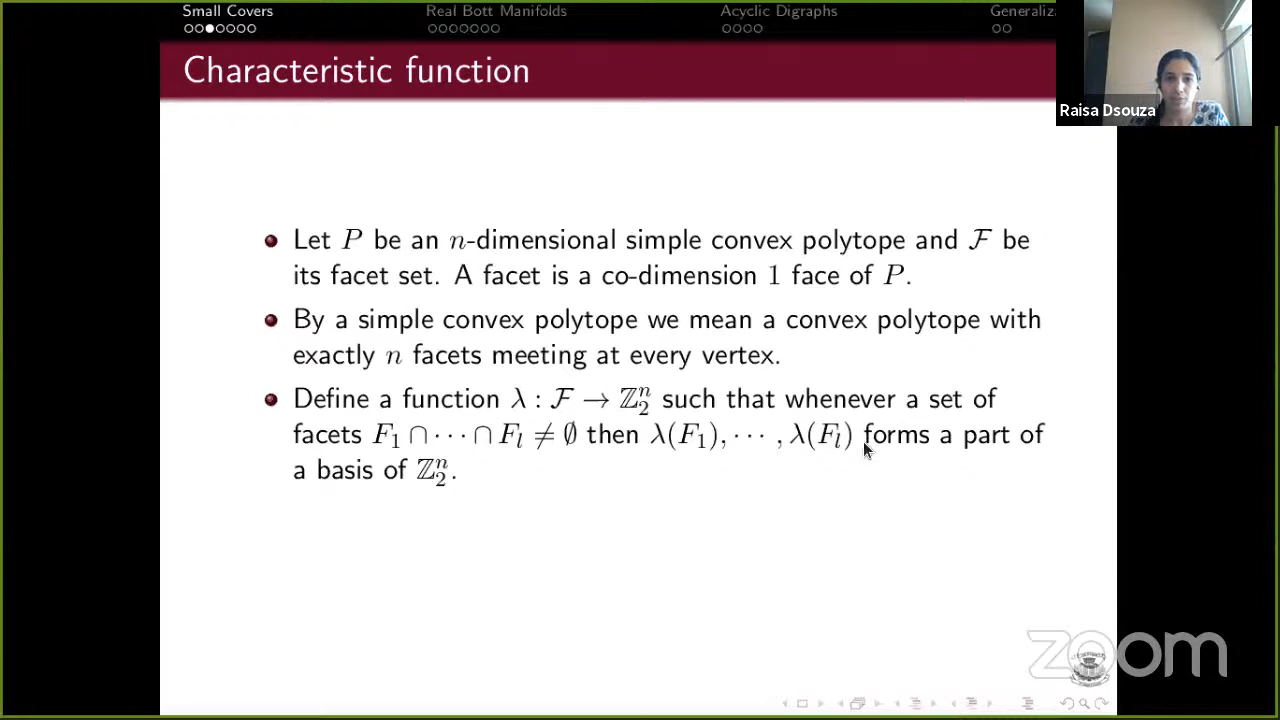 Small Covers Real Bott Manifolds Acyclic Digraphs Generaliza
Characteristic function
Raisa Dsouza
Let P be an n-dimensional simple convex polytope and ℱ be
its facet set. A facet is a co-dimension 1 face of P.
By a simple convex polytope we mean a convex polytope with
exactly n facets meeting at every vertex.
Define a function λ : ℱ → ℤ₂ⁿ such that whenever a set of
facets F₁ ∩ ⋯ ∩ Fₗ ≠ ∅ then λ(F₁), ⋯ , λ(Fₗ) forms a part of
a basis of ℤ₂ⁿ.
zoom